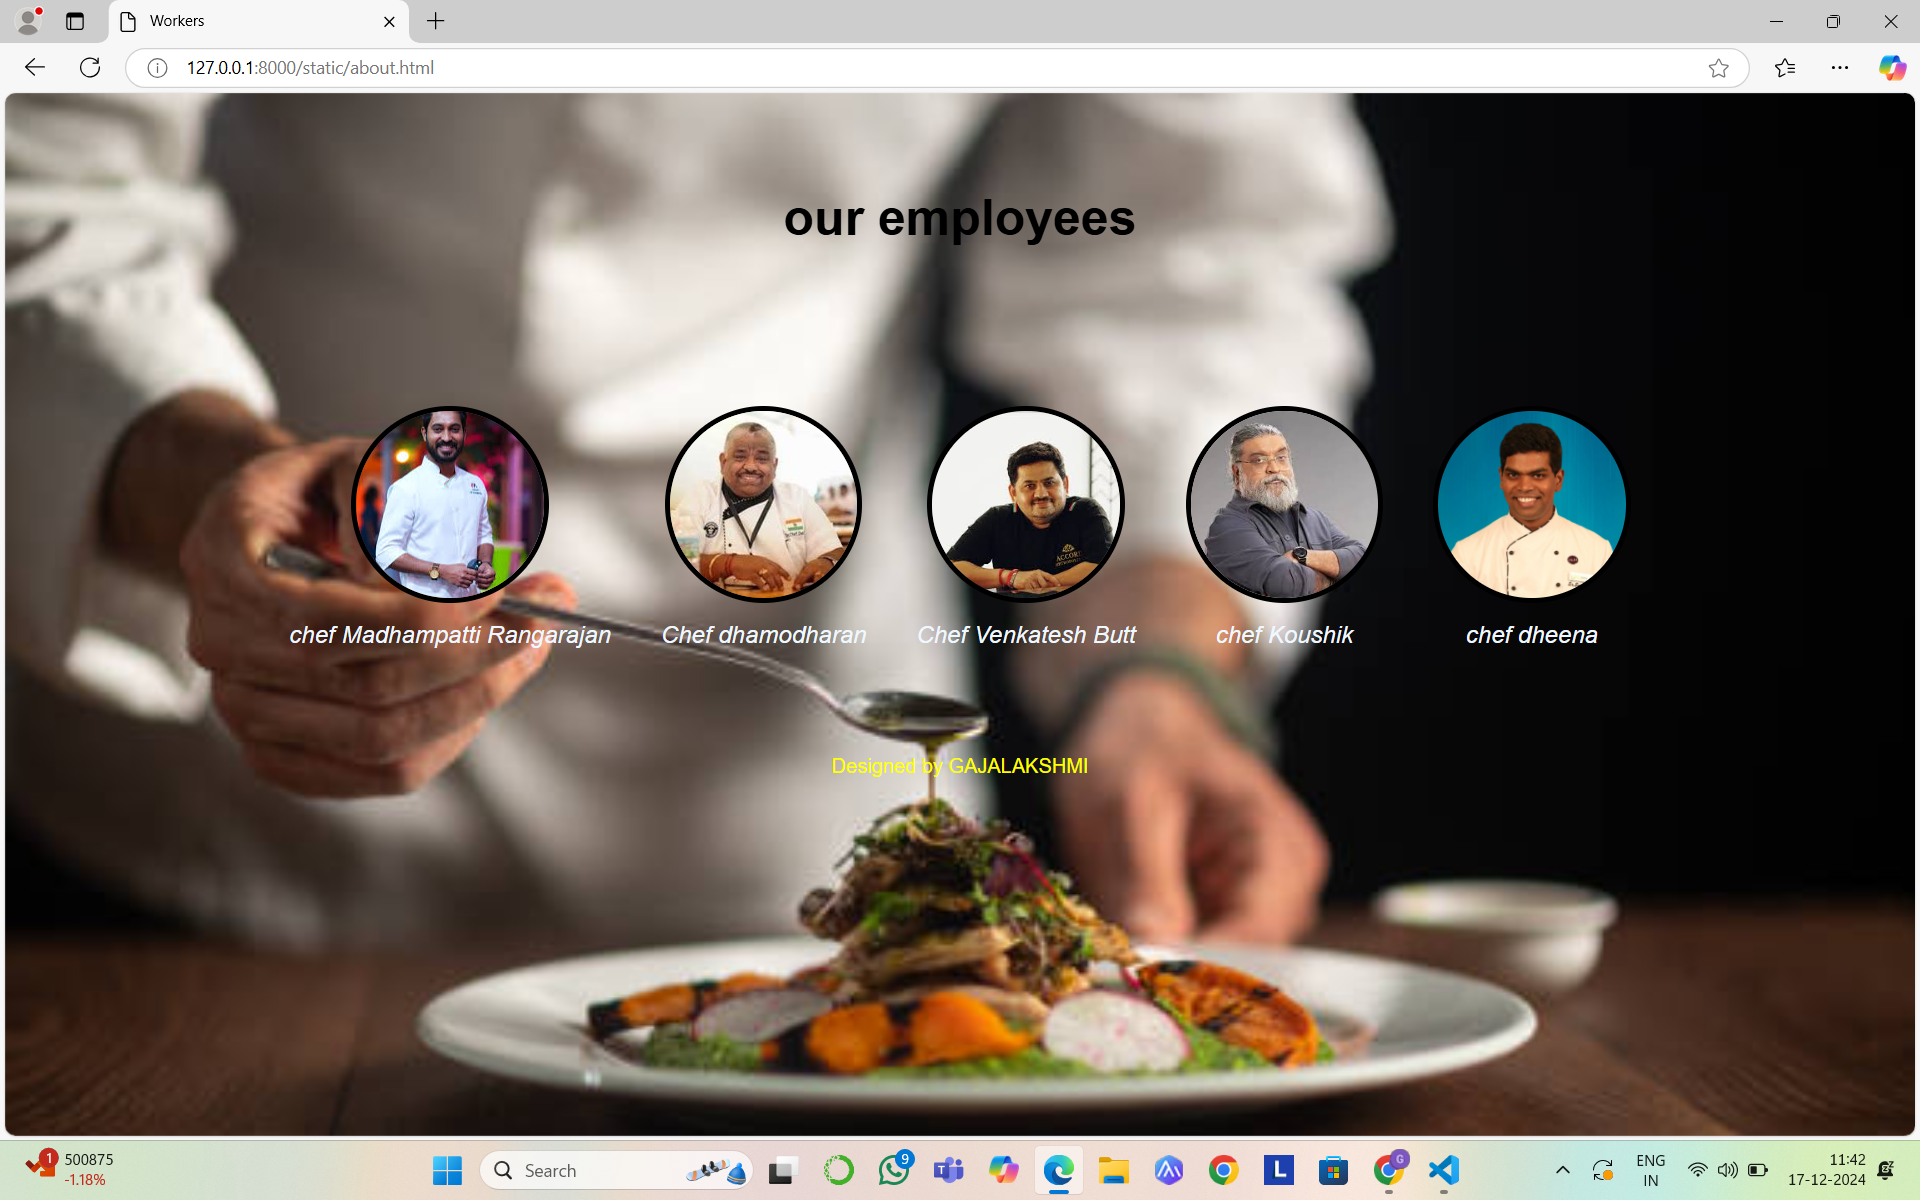 Workers
127.0.0.1:8000/static/about.html
our employees
ACCORD
chef Madhampatti Rangarajan
Chef dhamodharan
Chef Venkatesh Butt
chef Koushik
chef dheena
Designed by GAJALAKSHMI
1
500875
-1.18%
Search
9
T
L
G
ENG
IN
11:42
17-12-2024